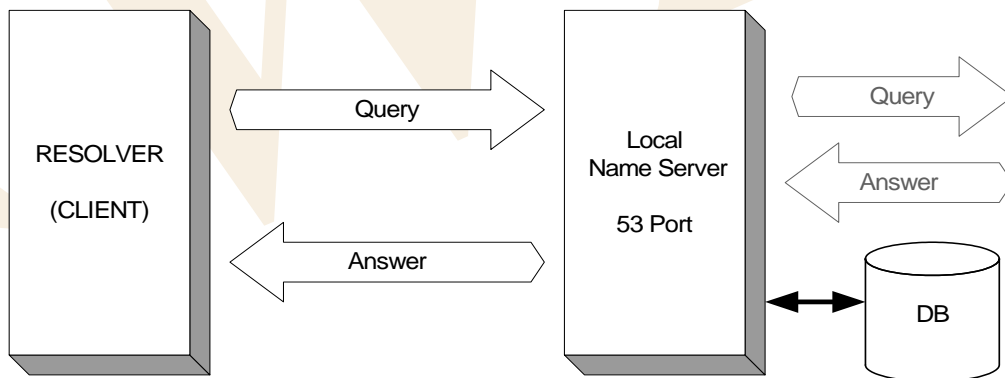 RESOLVER
(CLIENT)
Query
Answer
Local
Name Server
53 Port
Query
Answer
DB